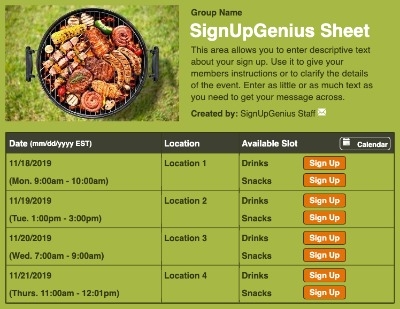 Group Name
SignUpGenius Sheet
This area allows you to enter descriptive text
about your sign up. Use it to give your
members instructions or to clarify the details
of the event. Enter as little or as much text as
you need to get your message across.
Created by: SignUpGenius Staff
Date (mm/dd/yyyy EST) Location Available Slot Calendar
11/18/2019 Location 1 Drinks Sign Up
(Mon. 9:00am - 10:00am) Snacks Sign Up
11/19/2019 Location 2 Drinks Sign Up
(Tue. 1:00pm - 3:00pm) Snacks Sign Up
11/20/2019 Location 3 Drinks Sign Up
(Wed. 7:00am - 9:00am) Snacks Sign Up
11/21/2019 Location 4 Drinks Sign Up
(Thurs. 11:00am - 12:01pm) Snacks Sign Up